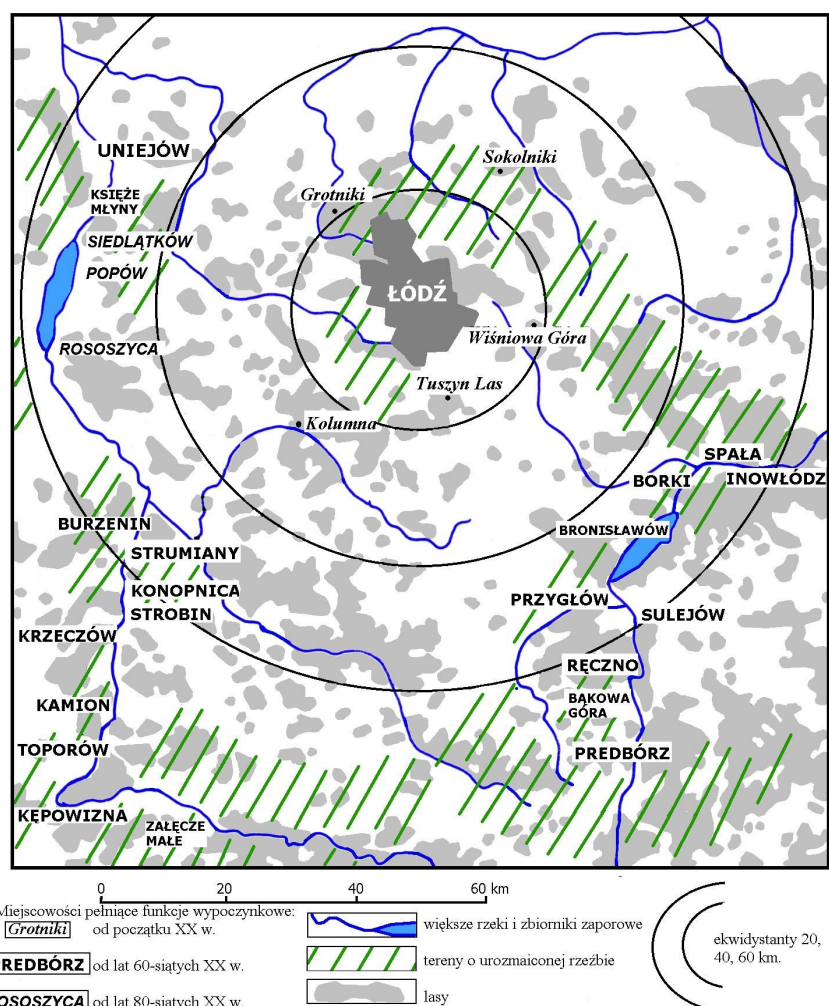 UNIEJÓW
Sokolniki
KSIĘŻE
MŁYNY
Grotniki
SIEDLĄTKÓW
POPÓW
ŁÓDŹ
ROSOSZYCA
Wiśniowa Góra
Tuszyn Las
Kolumna
SPAŁA
BORKI
INOWŁÓDZ
BURZENIN
BRONISŁAWÓW
STRUMIANY
KONOPNICA
STROBIN
PRZYGŁÓW
SULEJÓW
KRZECZÓW
RĘCZNO
KAMION
BĄKOWA
GÓRA
TOPORÓW
PREDBÓRZ
KĘPOWIZNA
ZAŁĘCZE
MAŁE
0 20 40 60 km
Miejscowości pełniące funkcje wypoczynkowe:
Grotniki od początku XX w.
PREDBÓRZ od lat 60-siątych XX w.
ROSOSZYCA od lat 80-siątych XX w.
większe rzeki i zbiorniki zaporowe
tereny o urozmaiconej rzeźbie
lasy
ekwidystanty 20,
40, 60 km.